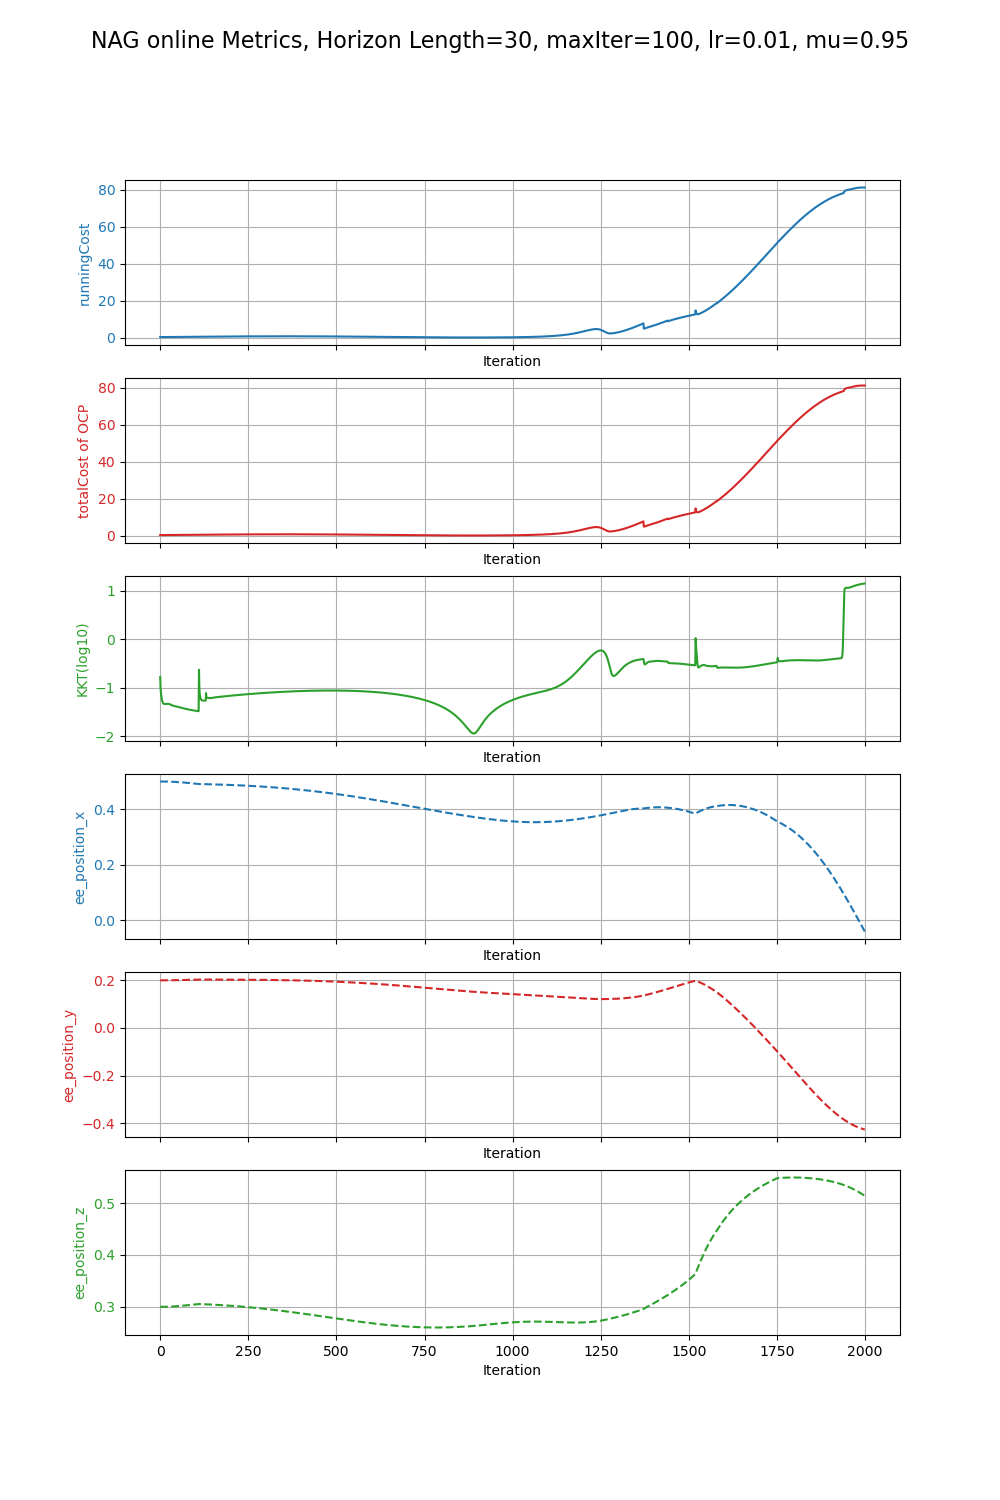 NAG online Metrics, Horizon Length=30, maxIter=100, lr=0.01, mu=0.95
80
60
40
20
0
runningCost
Iteration
80
60
40
20
0
totalCost of OCP
Iteration
1
0
−1
−2
KKT(log10)
Iteration
0.4
0.2
0.0
ee_position_x
Iteration
0.2
0.0
−0.2
−0.4
ee_position_y
Iteration
0.5
0.4
0.3
ee_position_z
0 250 500 750 1000 1250 1500 1750 2000
Iteration